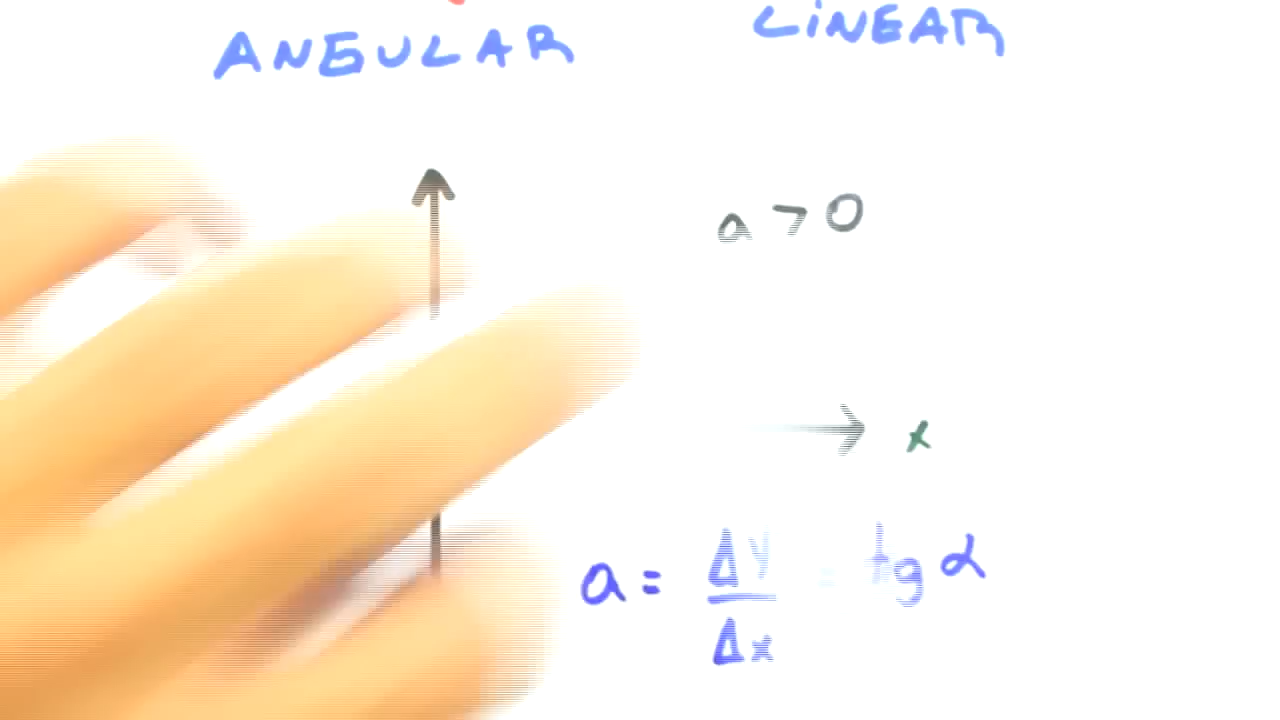 ANGULAR LINEAR
a > 0
x
a = Δy/Δx = tg α